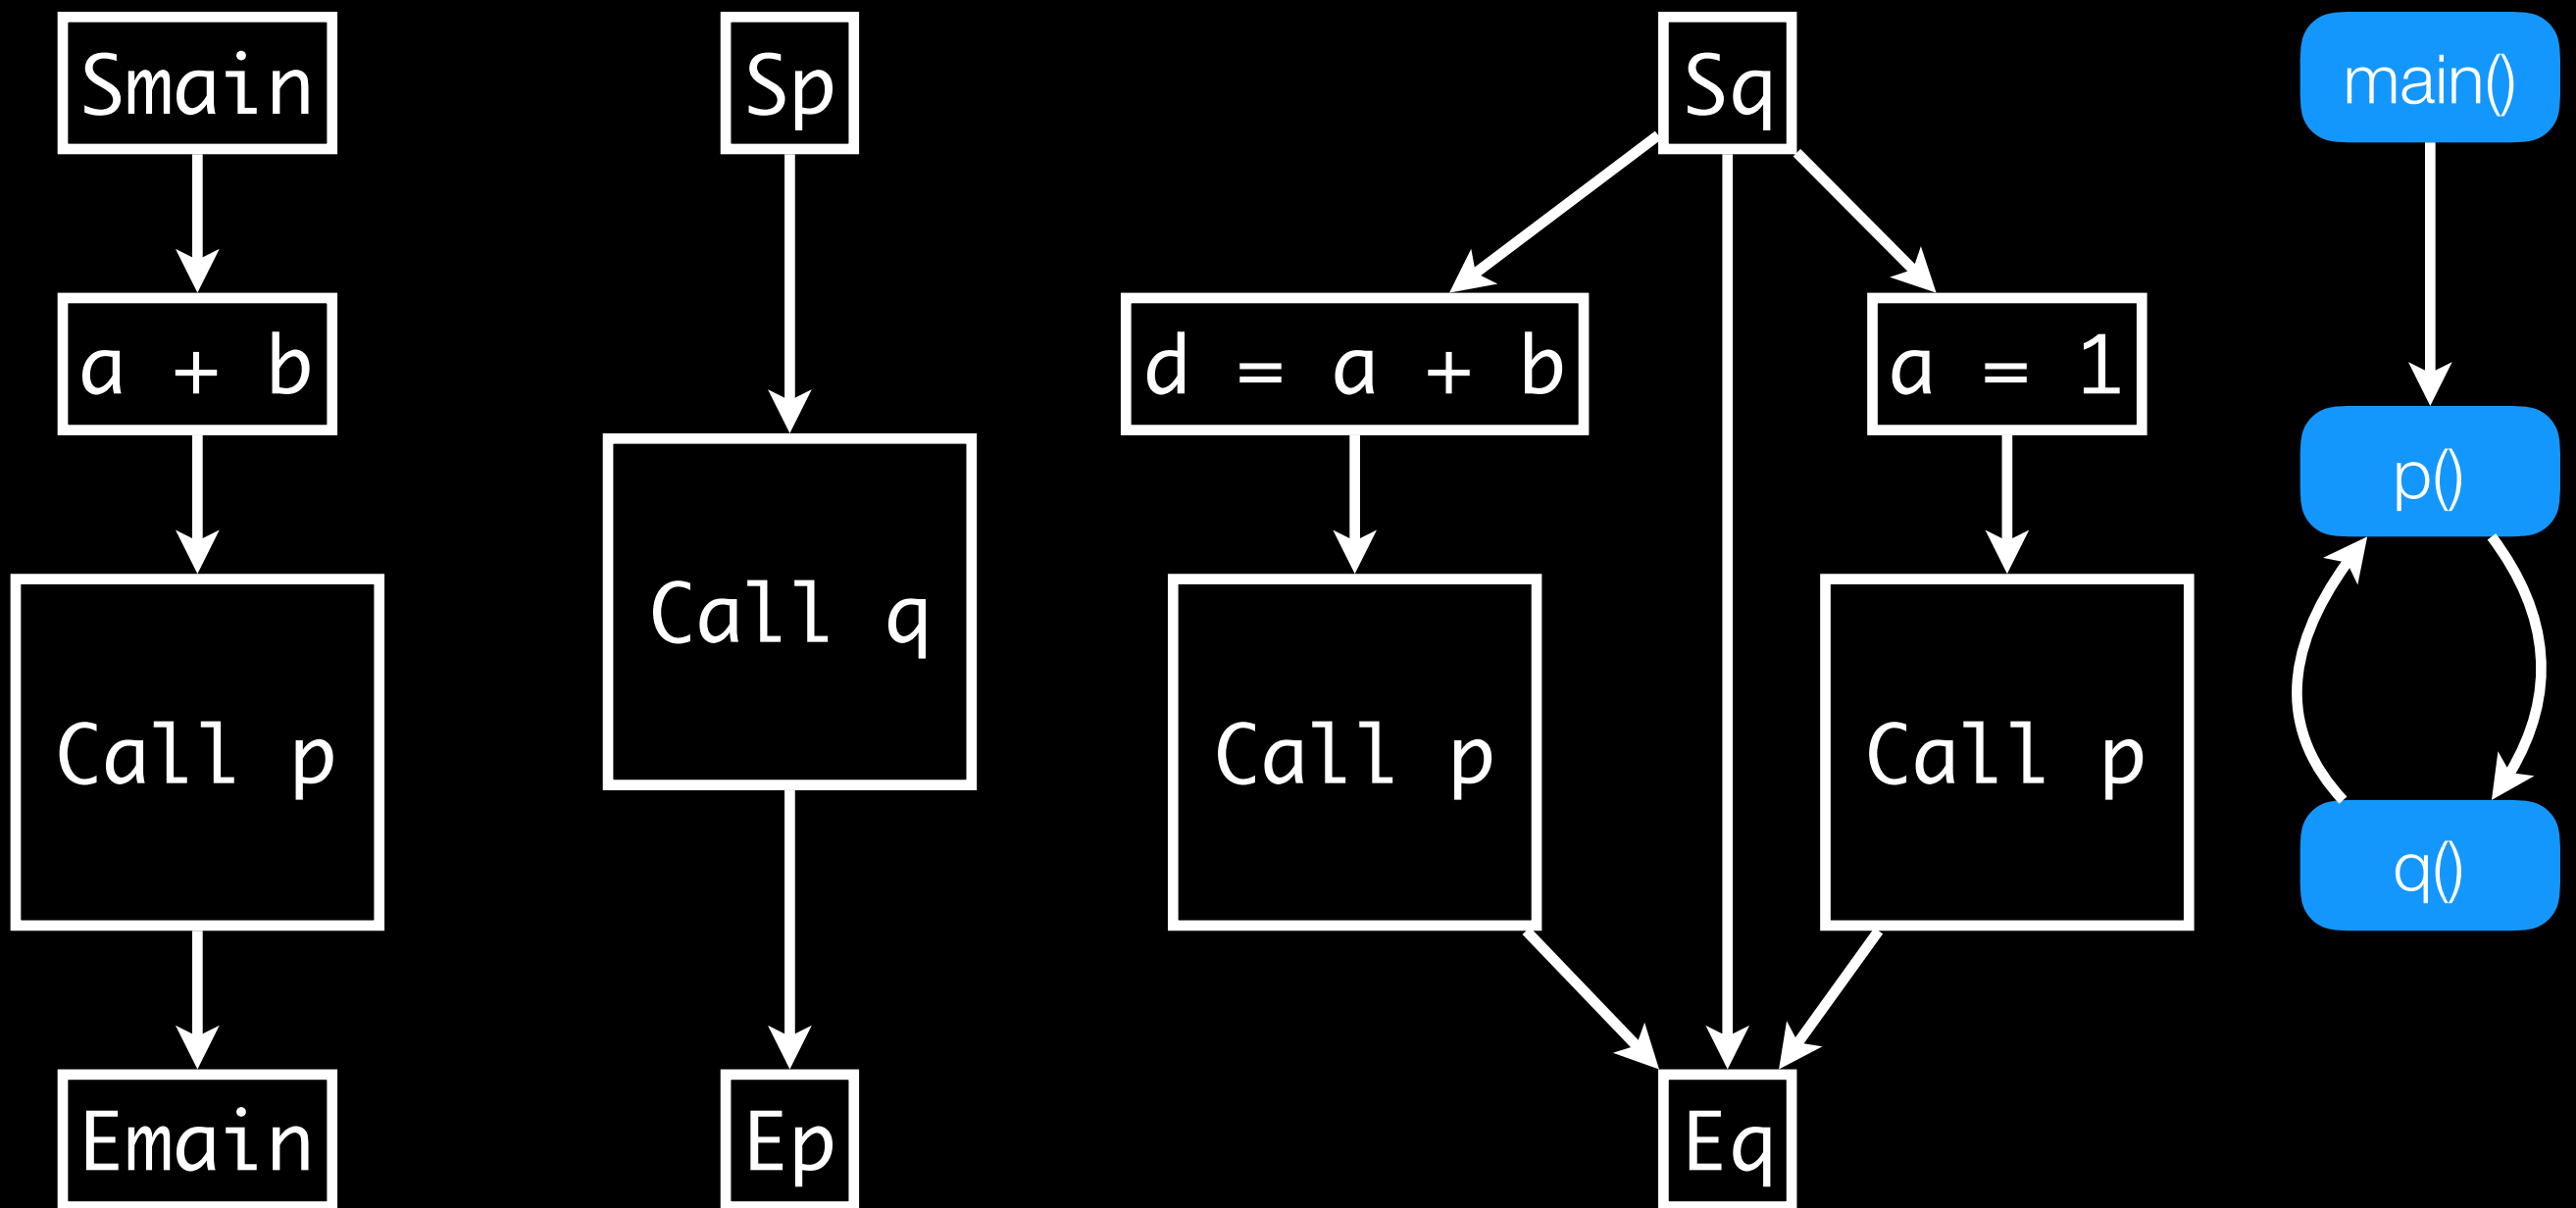 Smain
a + b
Call p
Emain
Sp
Call q
Ep
Sq
d = a + b
a = 1
Call p
Call p
Eq
main()
p()
q()